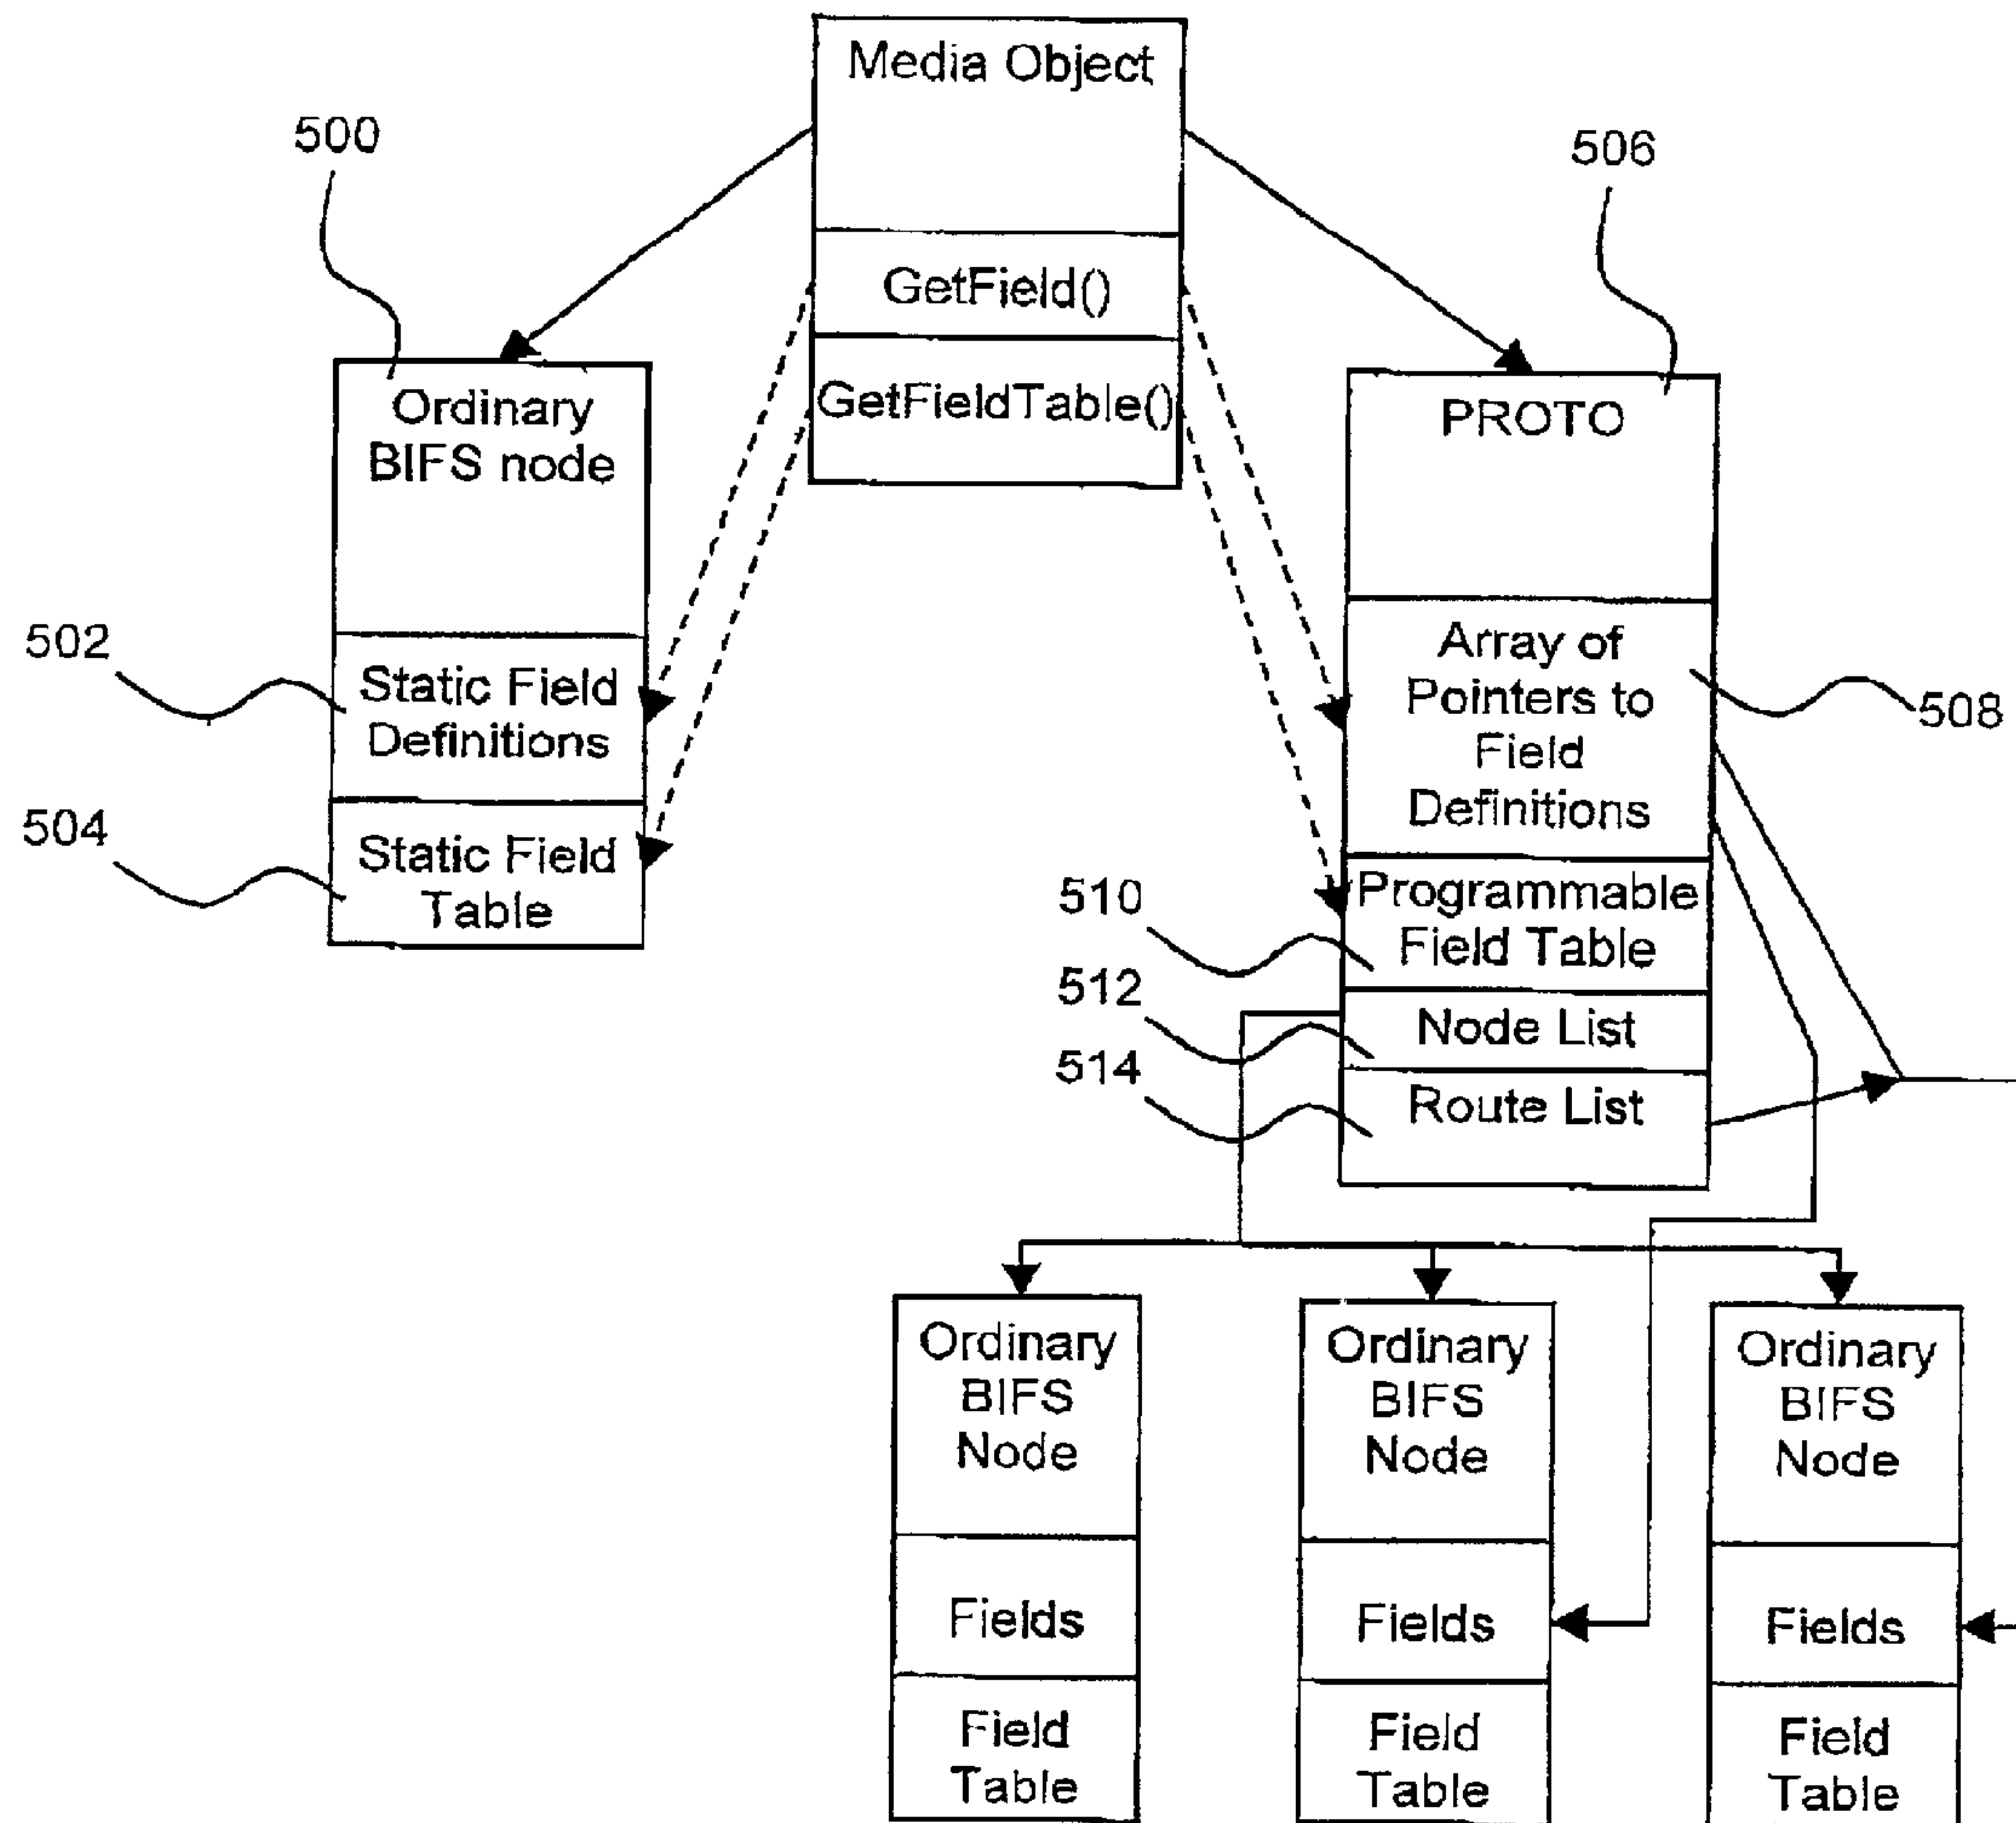 Media Object
GetField()
GetFieldTable()
500
Ordinary
BIFS node
502
Static Field
Definitions
504
Static Field
Table
506
PROTO
Array of
Pointers to
Field
Definitions
508
510
Programmable
Field Table
512
Node List
514
Route List
Ordinary
BIFS
Node
Fields
Field
Table
Ordinary
BIFS
Node
Fields
Field
Table
Ordinary
BIFS
Node
Fields
Field
Table